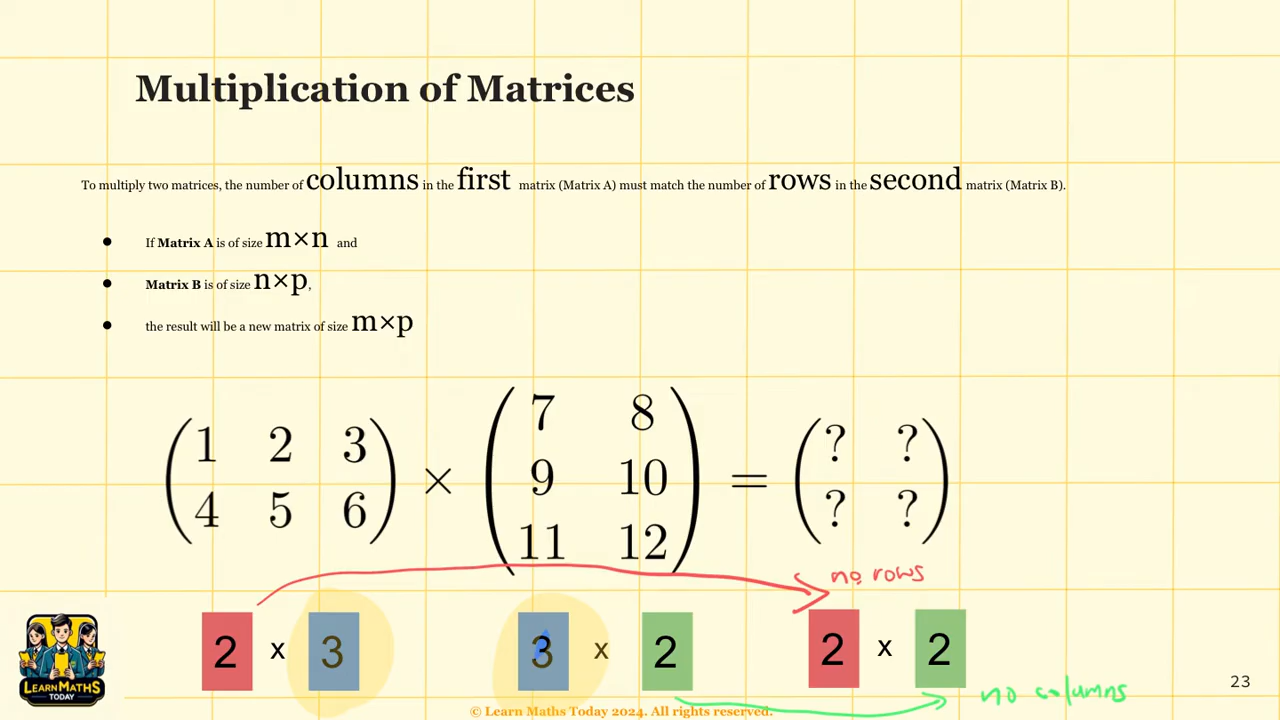 Multiplication of Matrices
To multiply two matrices, the number of columns in the first matrix (Matrix A) must match the number of rows in the second matrix (Matrix B).
● If Matrix A is of size m×n and
● Matrix B is of size n×p,
● the result will be a new matrix of size m×p
7 8
1 2 3 ? ?
× 9 10 =
4 5 6 ? ?
11 12
no rows
2 x 3 3 x 2 2 x 2
LEARN MATHS
TODAY
23
no columns
© Learn Maths Today 2024. All rights reserved.